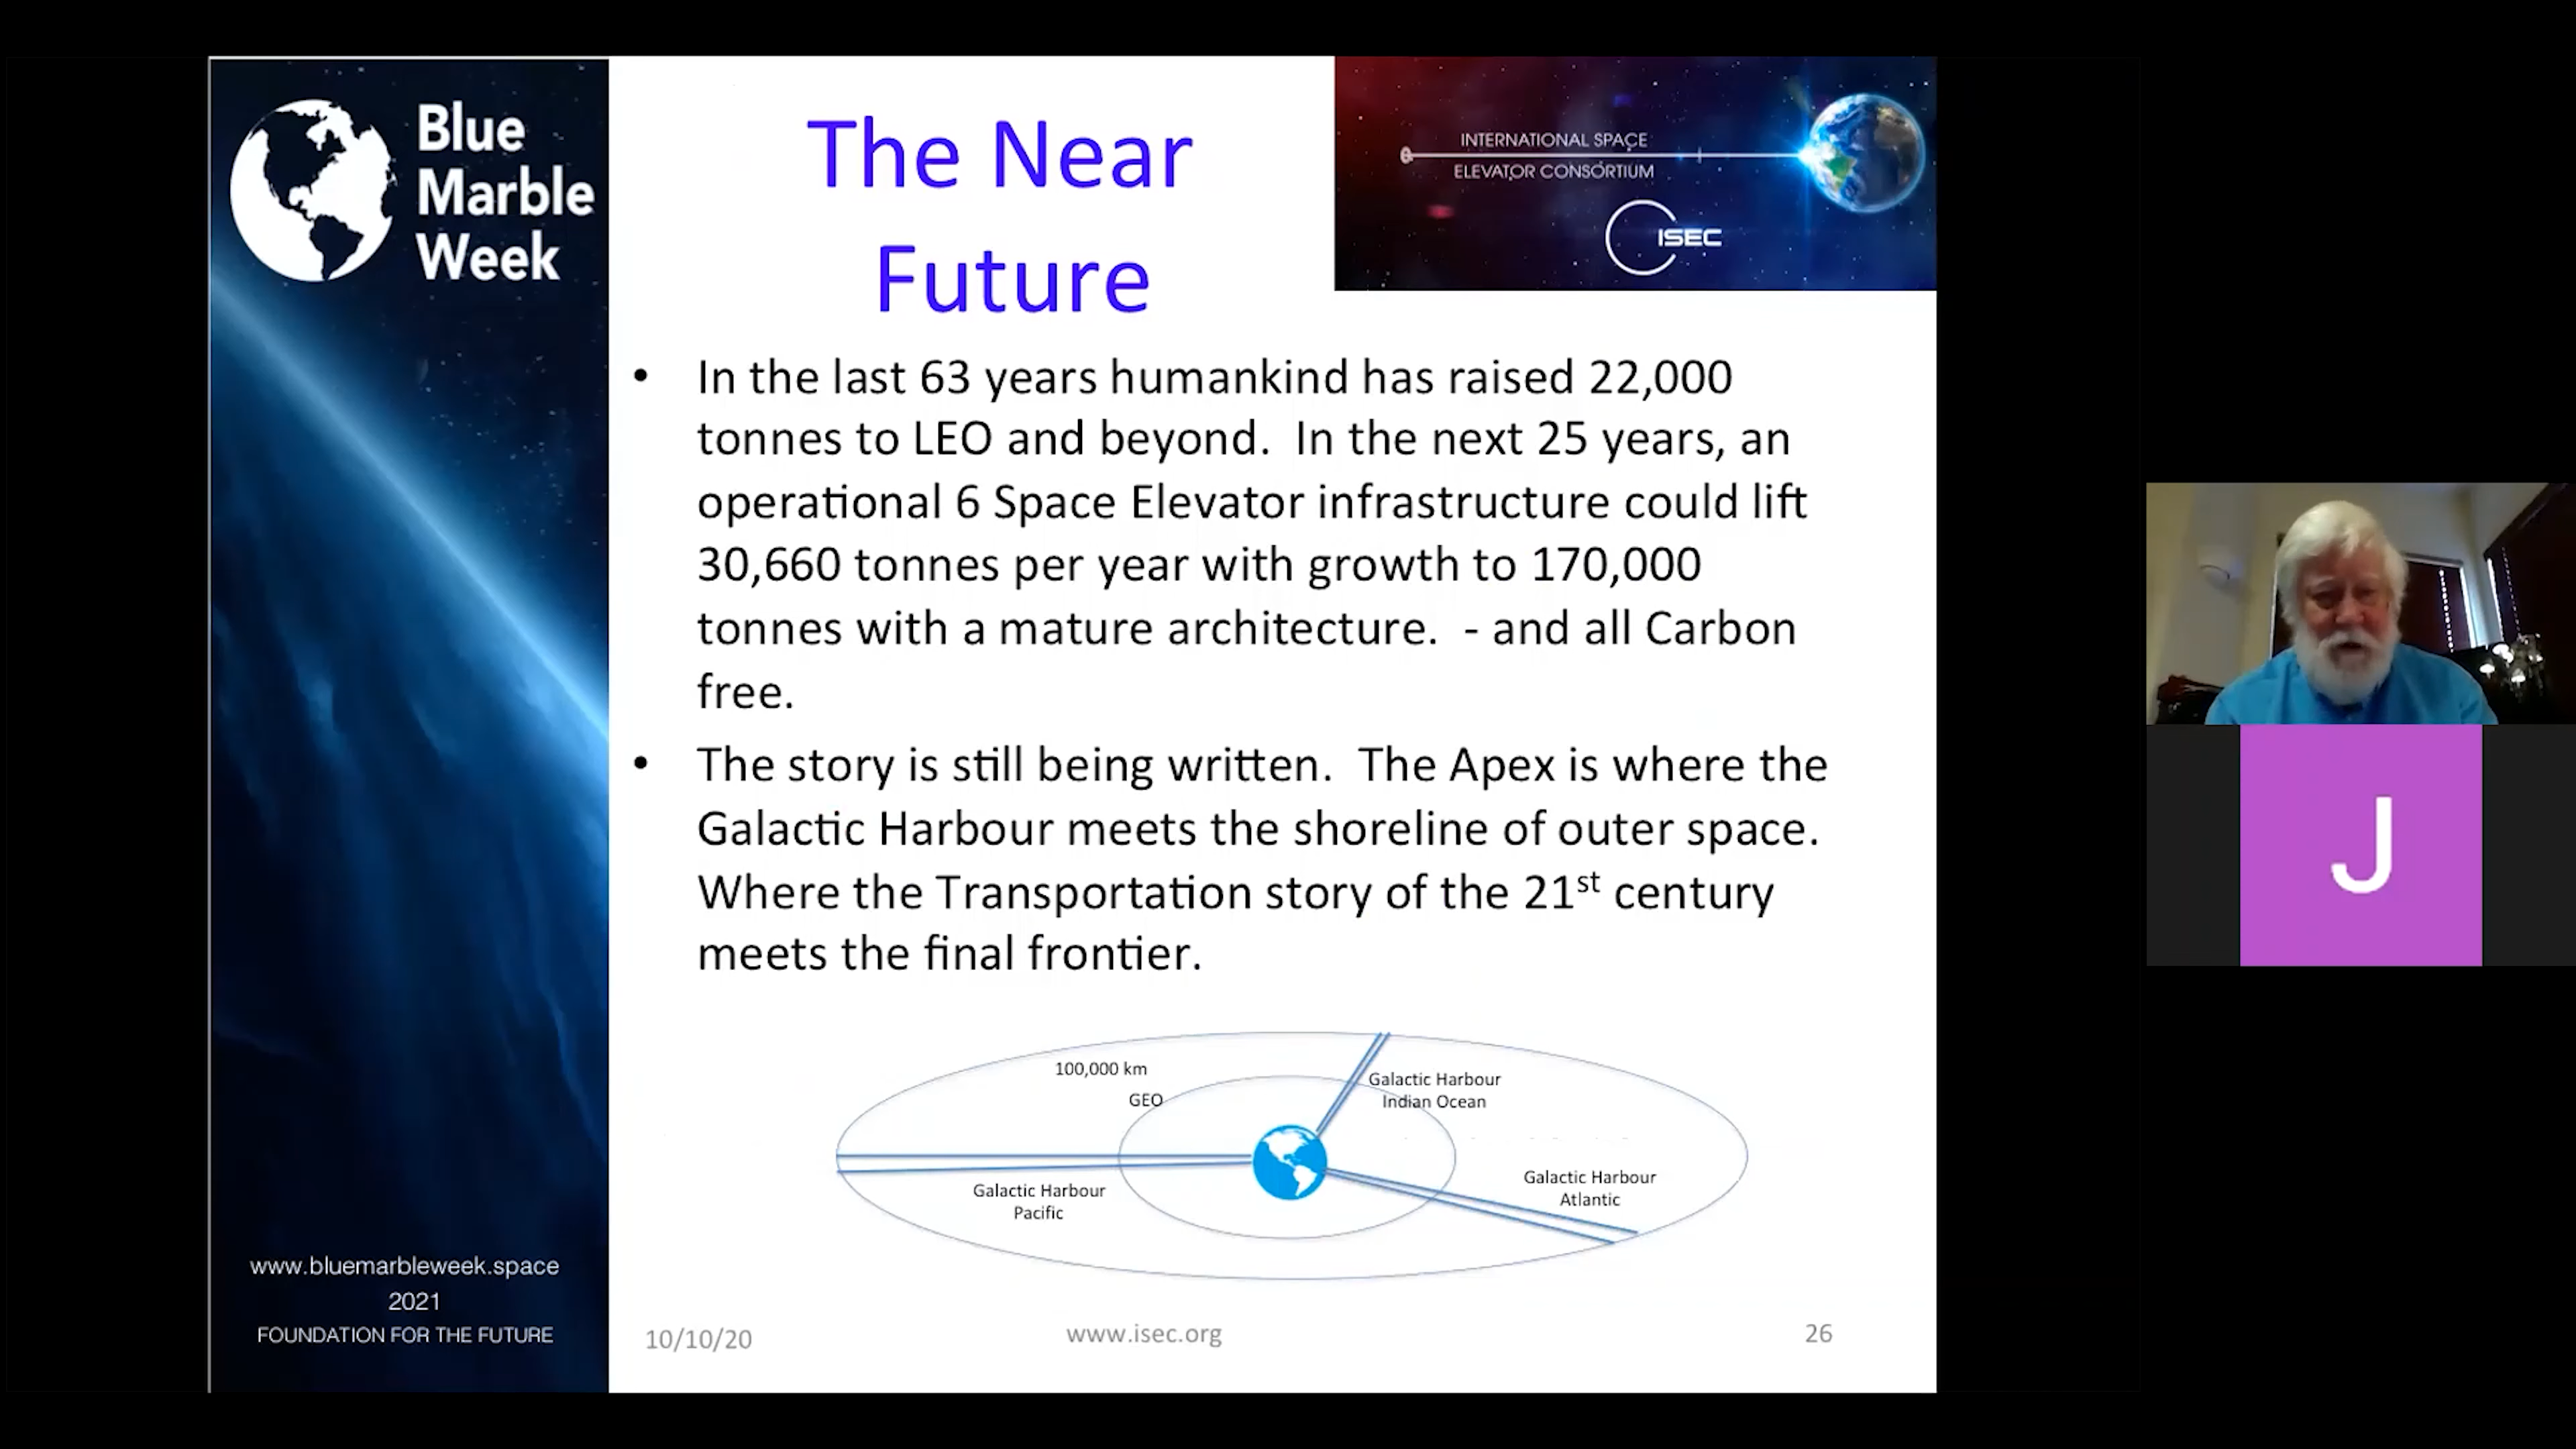 Blue
Marble
Week
The Near
Future
INTERNATIONAL SPACE
ELEVATOR CONSORTIUM
ISEC
• In the last 63 years humankind has raised 22,000
tonnes to LEO and beyond.  In the next 25 years, an
operational 6 Space Elevator infrastructure could lift
30,660 tonnes per year with growth to 170,000
tonnes with a mature architecture.  - and all Carbon
free.
• The story is still being written.  The Apex is where the
Galactic Harbour meets the shoreline of outer space.
Where the Transportation story of the 21st century
meets the final frontier.
100,000 km
GEO
Galactic Harbour
Indian Ocean
Galactic Harbour
Pacific
Galactic Harbour
Atlantic
www.bluemarbleweek.space
2021
FOUNDATION FOR THE FUTURE
10/10/20
www.isec.org
26
J